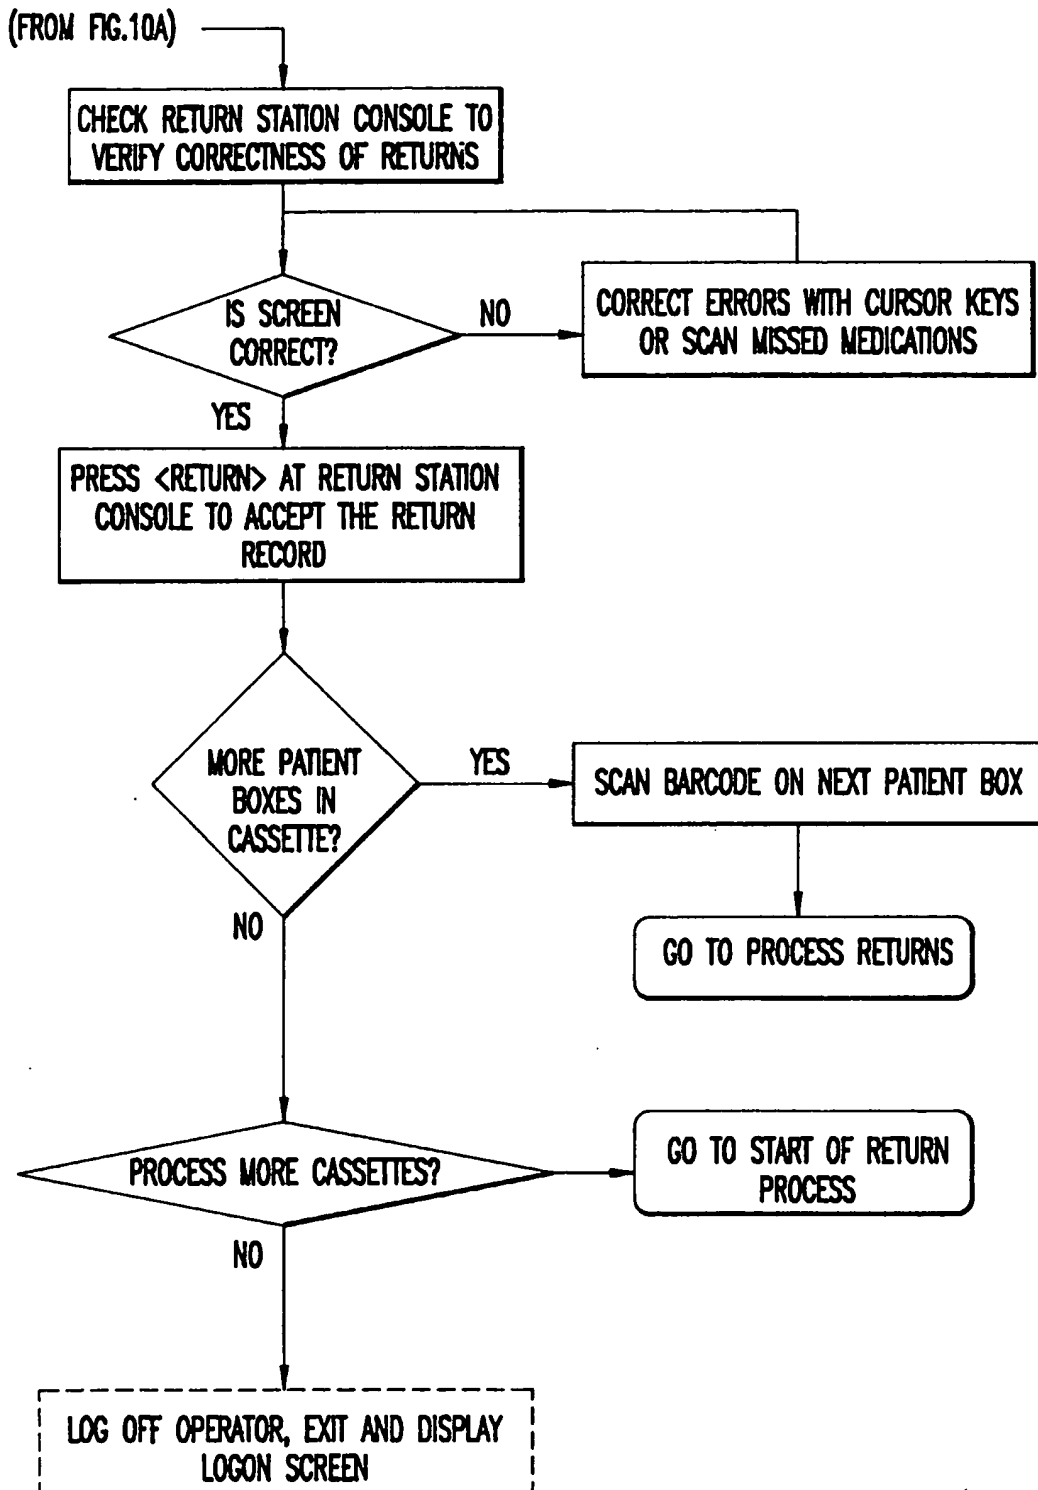 (FROM FIG.10A)
CHECK RETURN STATION CONSOLE TO
VERIFY CORRECTNESS OF RETURNS
IS SCREEN
CORRECT?
NO
CORRECT ERRORS WITH CURSOR KEYS
OR SCAN MISSED MEDICATIONS
YES
PRESS <RETURN> AT RETURN STATION
CONSOLE TO ACCEPT THE RETURN
RECORD
MORE PATIENT
BOXES IN
CASSETTE?
YES
SCAN BARCODE ON NEXT PATIENT BOX
NO
GO TO PROCESS RETURNS
PROCESS MORE CASSETTES?
GO TO START OF RETURN
PROCESS
NO
LOG OFF OPERATOR, EXIT AND DISPLAY
LOGON SCREEN